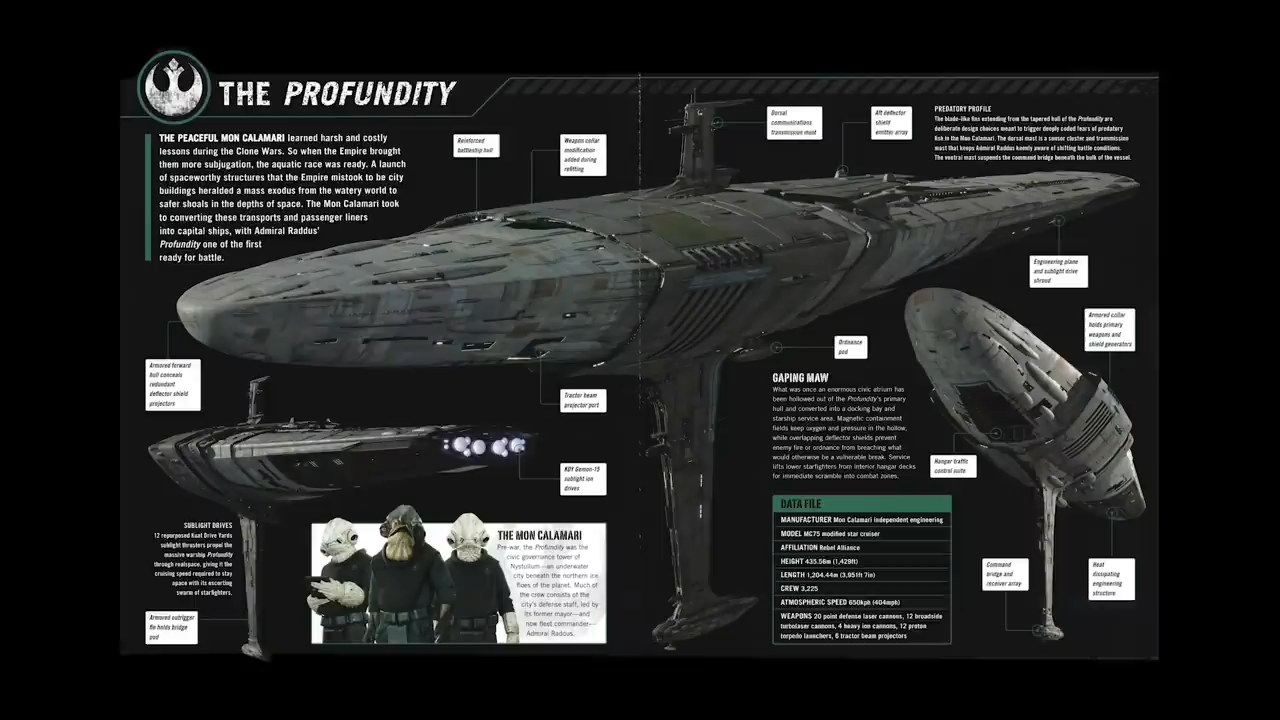 THE PROFUNDITY
THE PEACEFUL MON CALAMARI learned harsh and costly
lessons during the Clone Wars. So when the Empire brought
them more subjugation, the aquatic race was ready. A launch
of spaceworthy structures that the Empire mistook to be city
buildings heralded a mass exodus from the watery world to
safer shoals in the depths of space. The Mon Calamari took
to converting these transports and passenger liners
into capital ships, with Admiral Raddus'
Profundity one of the first
ready for battle.
Reinforced
battleship hull
Weapon collar
modification
added during
refitting
Dorsal
communications
transmission mast
Aft deflector
shield
emitter array
PREDATORY PROFILE
The blade-like fins extending from the tapered hull of the Profundity are
deliberate design choices meant to trigger deeply coded fears of predatory
fish in the Mon Calamari. The dorsal mast is a sensor cluster and transmission
mast that keeps Admiral Raddus keenly aware of shifting battle conditions.
The ventral mast suspends the command bridge beneath the bulk of the vessel.
Engineering plane
and sublight drive
shroud
Armored collar
holds primary
weapons and
shield generators
Armored forward
hull conceals
redundant
deflector shield
projectors
Ordnance
pod
Tractor beam
projector port
GAPING MAW
What was once an enormous civic atrium has
been hollowed out of the Profundity's primary
hull and converted into a docking bay and
starship service area. Magnetic containment
fields keep oxygen and pressure in the hollow,
while overlapping deflector shields prevent
enemy fire or ordnance from breaching what
would otherwise be a vulnerable break. Service
lifts lower starfighters from interior hangar decks
for immediate scramble into combat zones.
Hangar traffic
control suite
KDY Gemon-15
sublight ion
drives
SUBLIGHT DRIVES
12 repurposed Kuat Drive Yards
sublight thrusters propel the
massive warship Profundity
through realspace, giving it the
cruising speed required to stay
apace with its escorting
swarm of starfighters.
Armored outrigger
fin holds bridge
pod
THE MON CALAMARI
Pre-war, the Profundity was the
civic governance tower of
Nystullum—an underwater
city beneath the northern ice
floes of the planet. Much of
the crew consists of the
city's defense staff, led by
its former mayor—and
now fleet commander—
Admiral Raddus.
DATA FILE
MANUFACTURER Mon Calamari independent engineering
MODEL MC75 modified star cruiser
AFFILIATION Rebel Alliance
HEIGHT 435.56m (1,429ft)
LENGTH 1,204.44m (3,951ft 7in)
CREW 3,225
ATMOSPHERIC SPEED 650kph (404mph)
WEAPONS 20 point defense laser cannons, 12 broadside
turbolaser cannons, 4 heavy ion cannons, 12 proton
torpedo launchers, 6 tractor beam projectors
Command
bridge and
receiver array
Heat
dissipating
engineering
structure